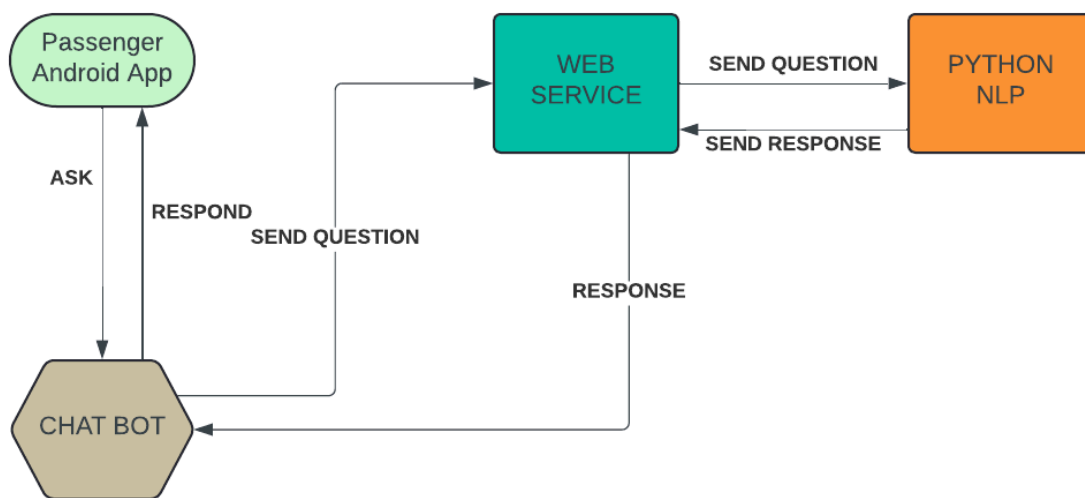 Passenger
Android App
WEB
SERVICE
SEND QUESTION
PYTHON
NLP
SEND RESPONSE
ASK
RESPOND
SEND QUESTION
RESPONSE
CHAT BOT